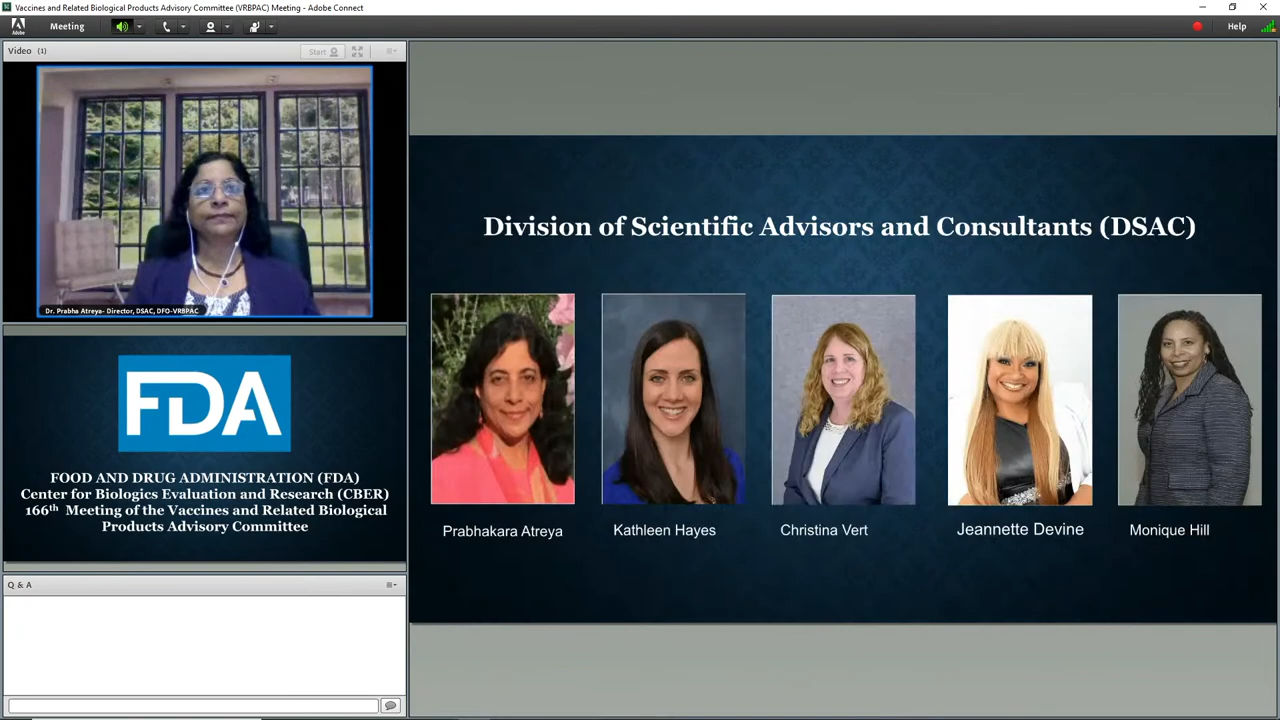 Vaccines and Related Biological Products Advisory Committee (VRBPAC) Meeting - Adobe Connect
Adobe
Meeting
Help
Video (1)
Start
Dr. Prabha Atreya- Director, DSAC, DFO-VRBPAC
FDA
FOOD AND DRUG ADMINISTRATION (FDA)
Center for Biologics Evaluation and Research (CBER)
166th Meeting of the Vaccines and Related Biological
Products Advisory Committee
Q & A
Division of Scientific Advisors and Consultants (DSAC)
Prabhakara Atreya
Kathleen Hayes
Christina Vert
Jeannette Devine
Monique Hill